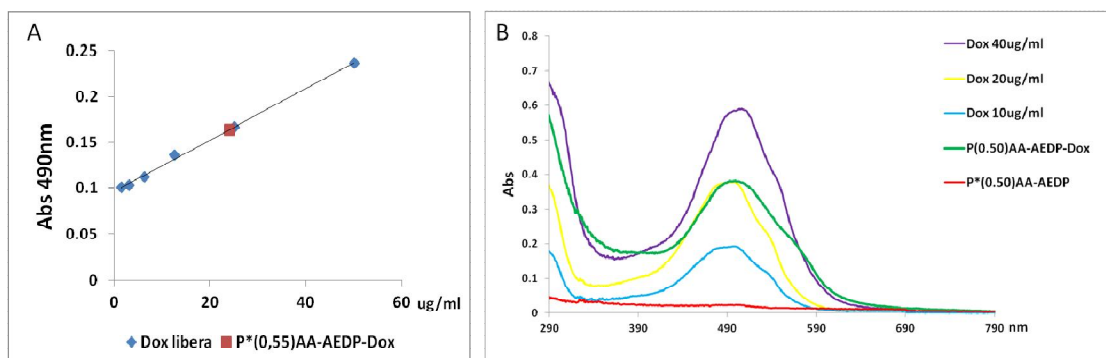 A
Abs 490nm
0.25
0.2
0.15
0.1
0.05
0
0 20 40 60 ug/ml
Dox libera P*(0,55)AA-AEDP-Dox
B
Abs
0.8
0.7
0.6
0.5
0.4
0.3
0.2
0.1
0
290 390 490 590 690 790 nm
Dox 40ug/ml
Dox 20ug/ml
Dox 10ug/ml
P(0.50)AA-AEDP-Dox
P*(0.50)AA-AEDP